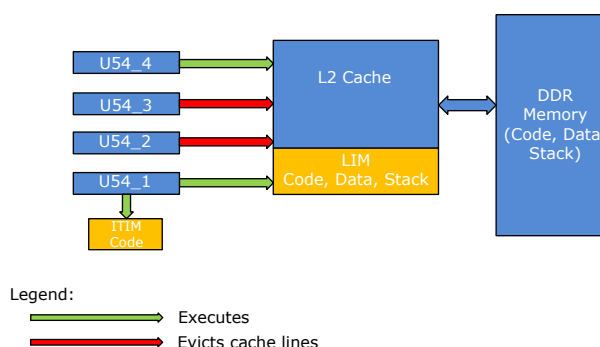 U54_4
U54_3
U54_2
U54_1
ITIM
Code
L2 Cache
LIM
Code, Data, Stack
DDR
Memory
(Code, Data
Stack)
Legend:
Executes
Evicts cache lines